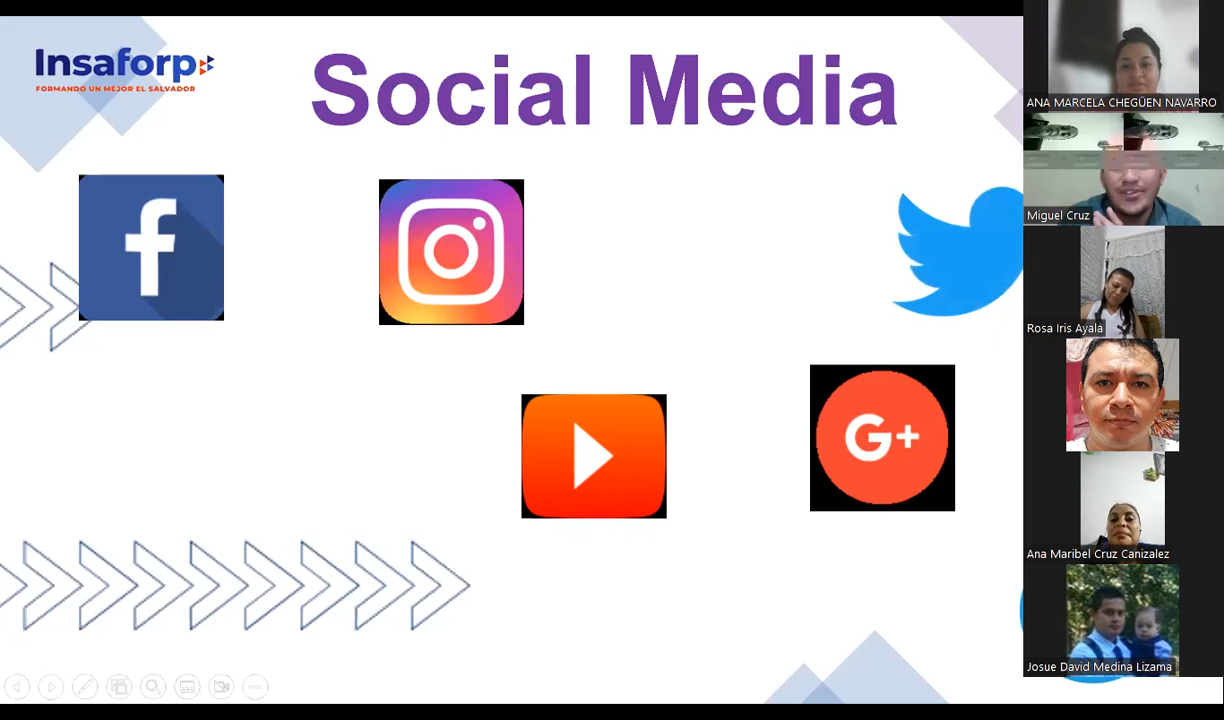 Insaforp
FORMANDO UN MEJOR EL SALVADOR
Social Media
f
G+
ANA MARCELA CHEGÜEN NAVARRO
Miguel Cruz
Rosa Iris Ayala
Ana Maribel Cruz Canizalez
Josue David Medina Lizama